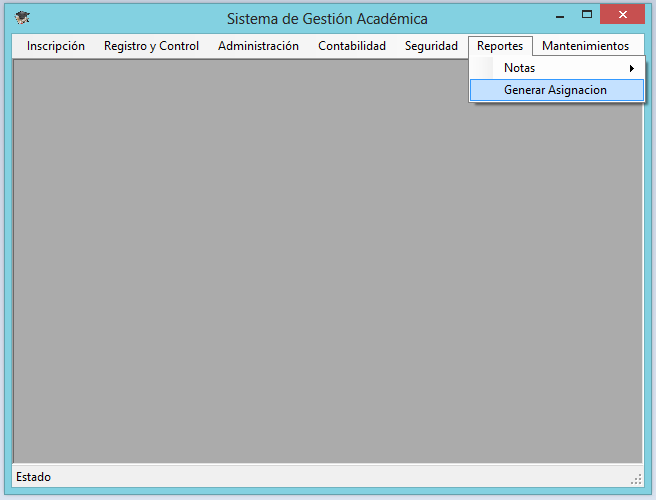 Sistema de Gestión Académica
Inscripción Registro y Control Administración Contabilidad Seguridad Reportes Mantenimientos
Notas
Generar Asignacion
Estado